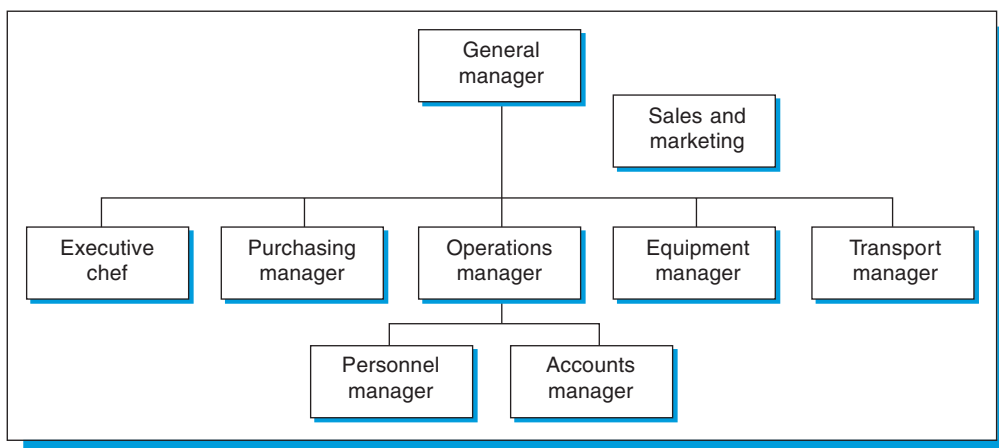 General
manager
Sales and
marketing
Executive
chef
Purchasing
manager
Operations
manager
Equipment
manager
Transport
manager
Personnel
manager
Accounts
manager